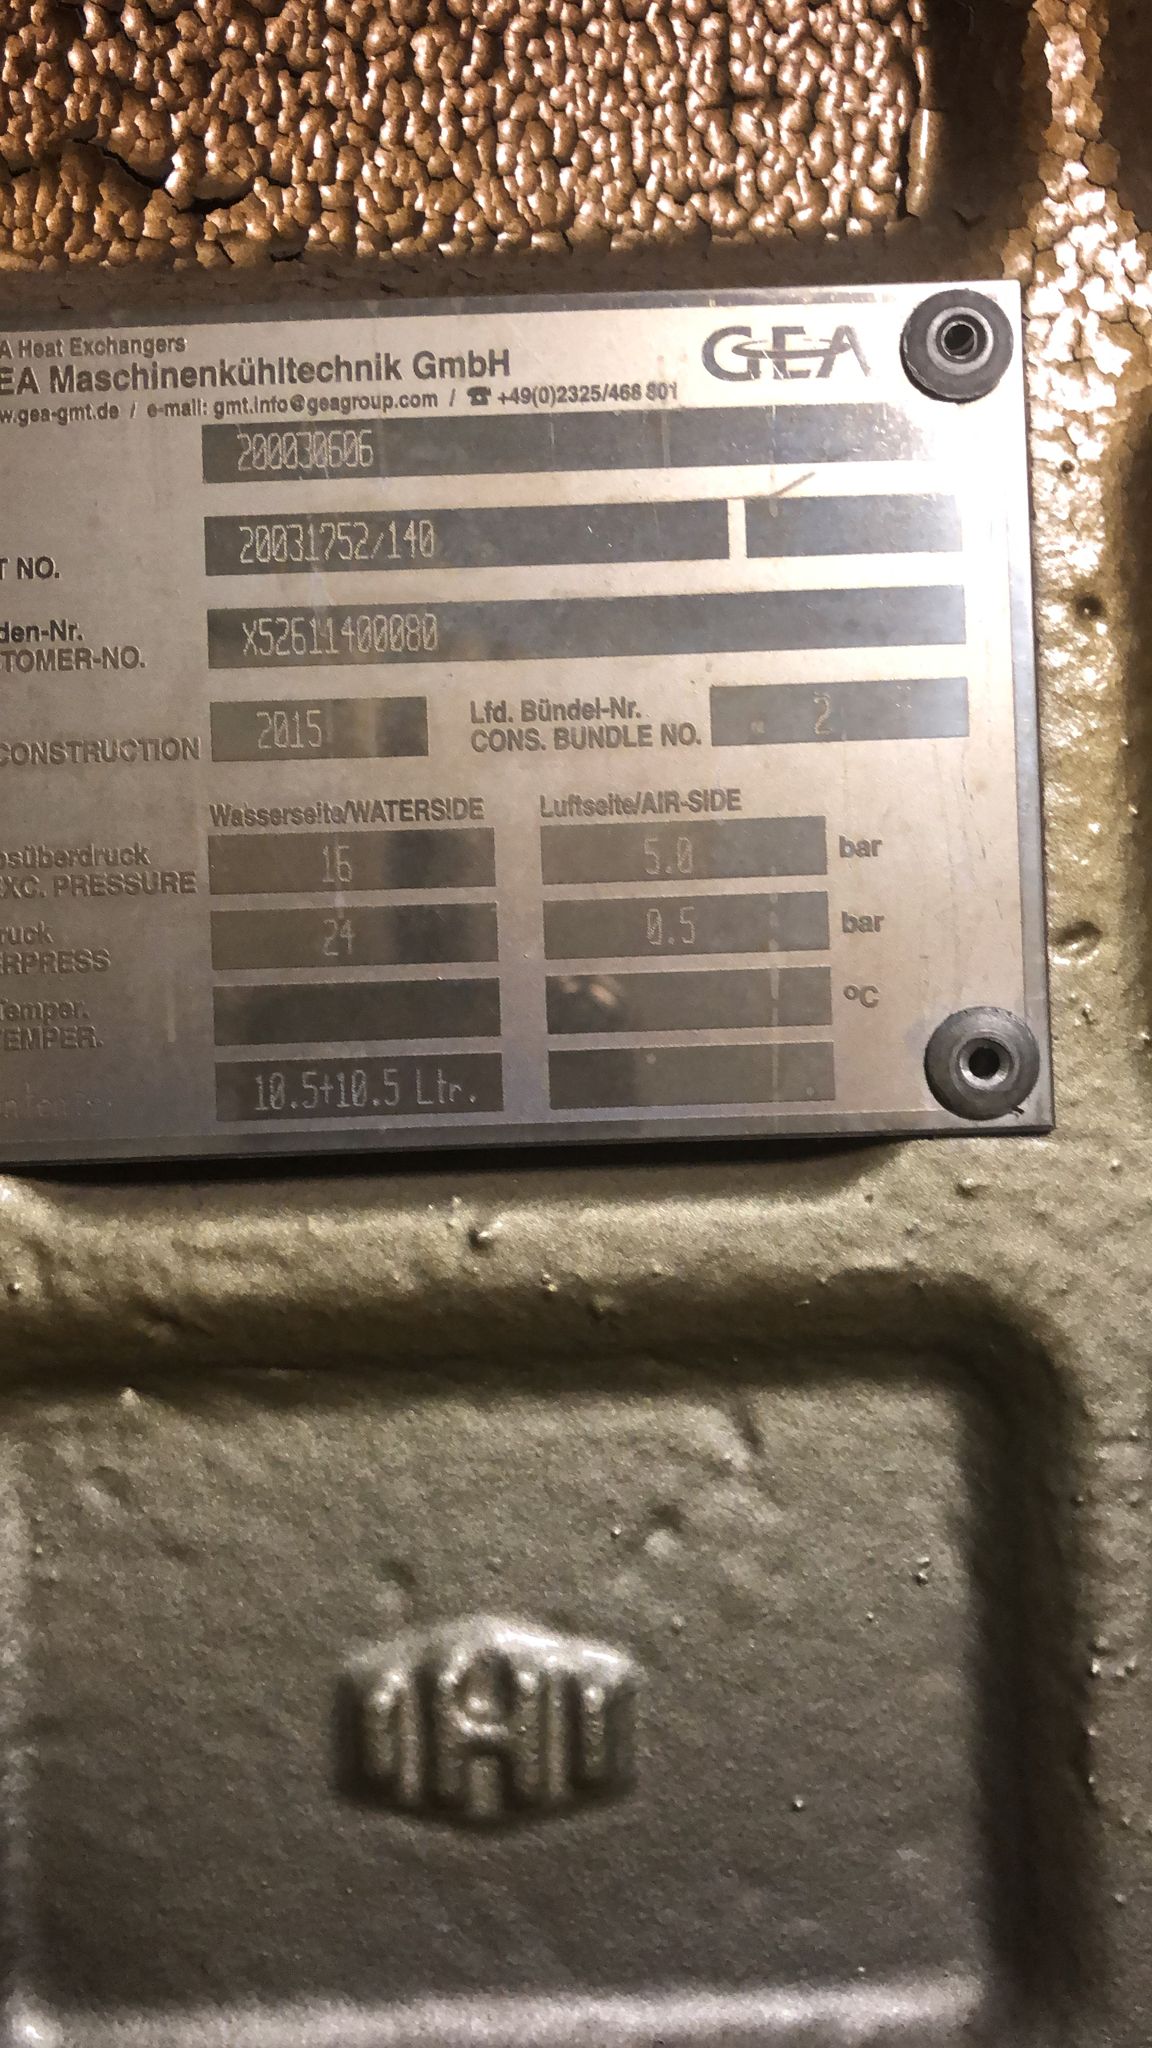 A Heat Exchangers
EA Maschinenkühltechnik GmbH
GEA
w.gea-gmt.de / e-mail: gmt.info@geagroup.com / ☎ +49(0)2325/468 801
200030606
T NO. 20031752/140
den-Nr.
TOMER-NO. X52611400080
CONSTRUCTION 2015
Lfd. Bündel-Nr.
CONS. BUNDLE NO. 2
Wasserseite/WATERSIDE Luftseite/AIR-SIDE
bsüberdruck
EXC. PRESSURE 16 5.0 bar
ruck
ERPRESS 24 0.5 bar
Temper.
TEMPER. °C
10.5+10.5 Ltr.